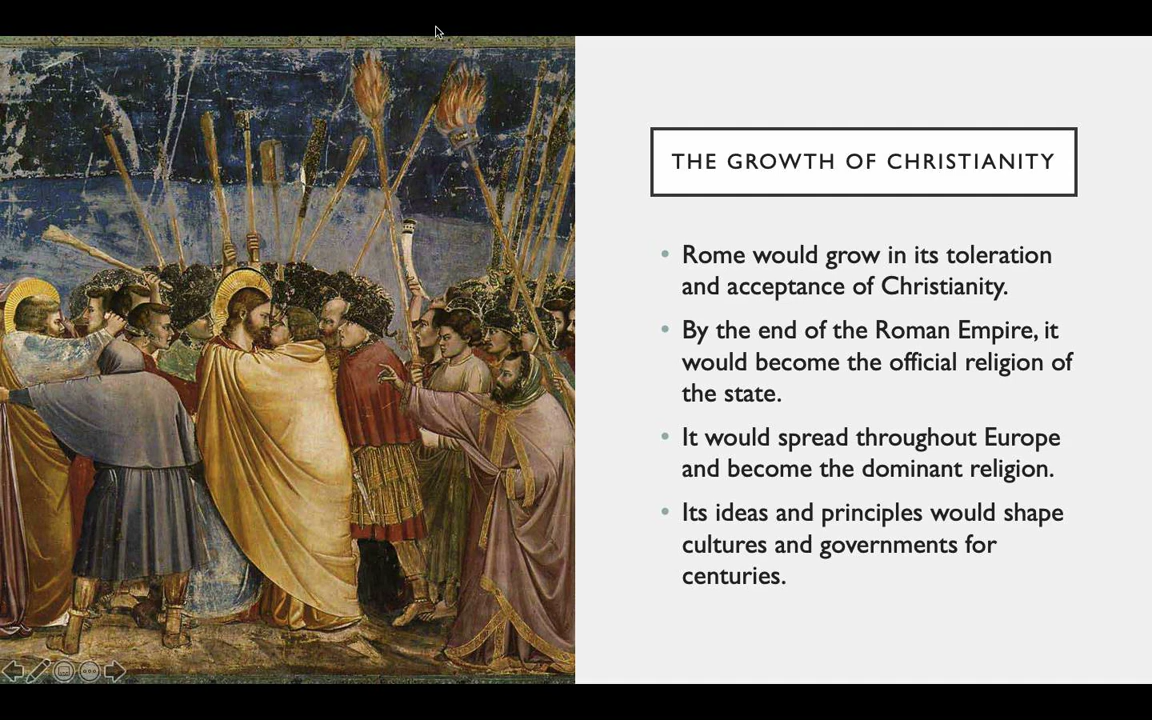 THE GROWTH OF CHRISTIANITY
• Rome would grow in its toleration
and acceptance of Christianity.
• By the end of the Roman Empire, it
would become the official religion of
the state.
• It would spread throughout Europe
and become the dominant religion.
• Its ideas and principles would shape
cultures and governments for
centuries.